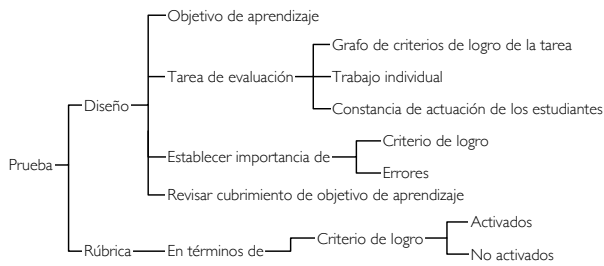 Objetivo de aprendizaje
Grafo de criterios de logro de la tarea
Tarea de evaluación
Trabajo individual
Diseño
Constancia de actuación de los estudiantes
Criterio de logro
Prueba
Establecer importancia de
Errores
Revisar cubrimiento de objetivo de aprendizaje
Activados
Rúbrica
En términos de
Criterio de logro
No activados